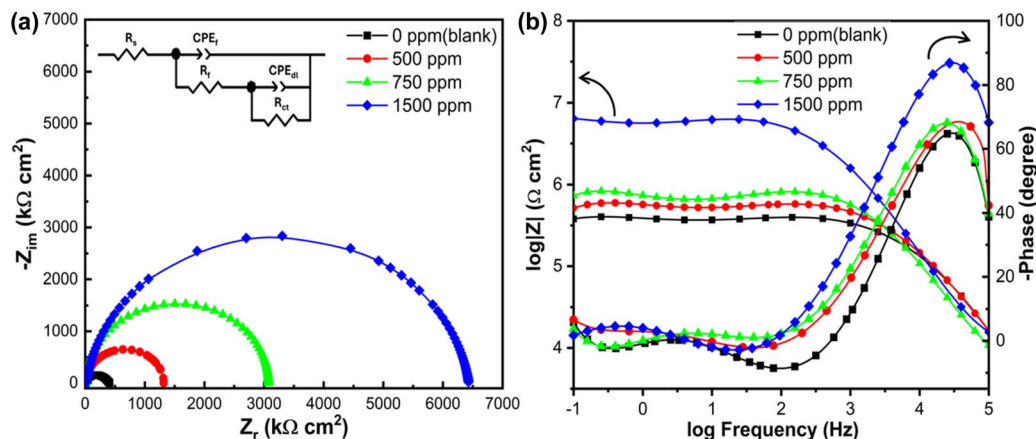 (a)
7000
6000
5000
4000
3000
2000
1000
0
-Z_im (kΩ cm²)
0 1000 2000 3000 4000 5000 6000 7000
Z_r (kΩ cm²)
R_s
CPE_f
R_f
CPE_dl
R_ct
0 ppm(blank)
500 ppm
750 ppm
1500 ppm
(b)
8
7
6
5
4
log|Z| (Ω cm²)
-1 0 1 2 3 4 5
log Frequency (Hz)
0 ppm(blank)
500 ppm
750 ppm
1500 ppm
100
80
60
40
20
0
-Phase (degree)